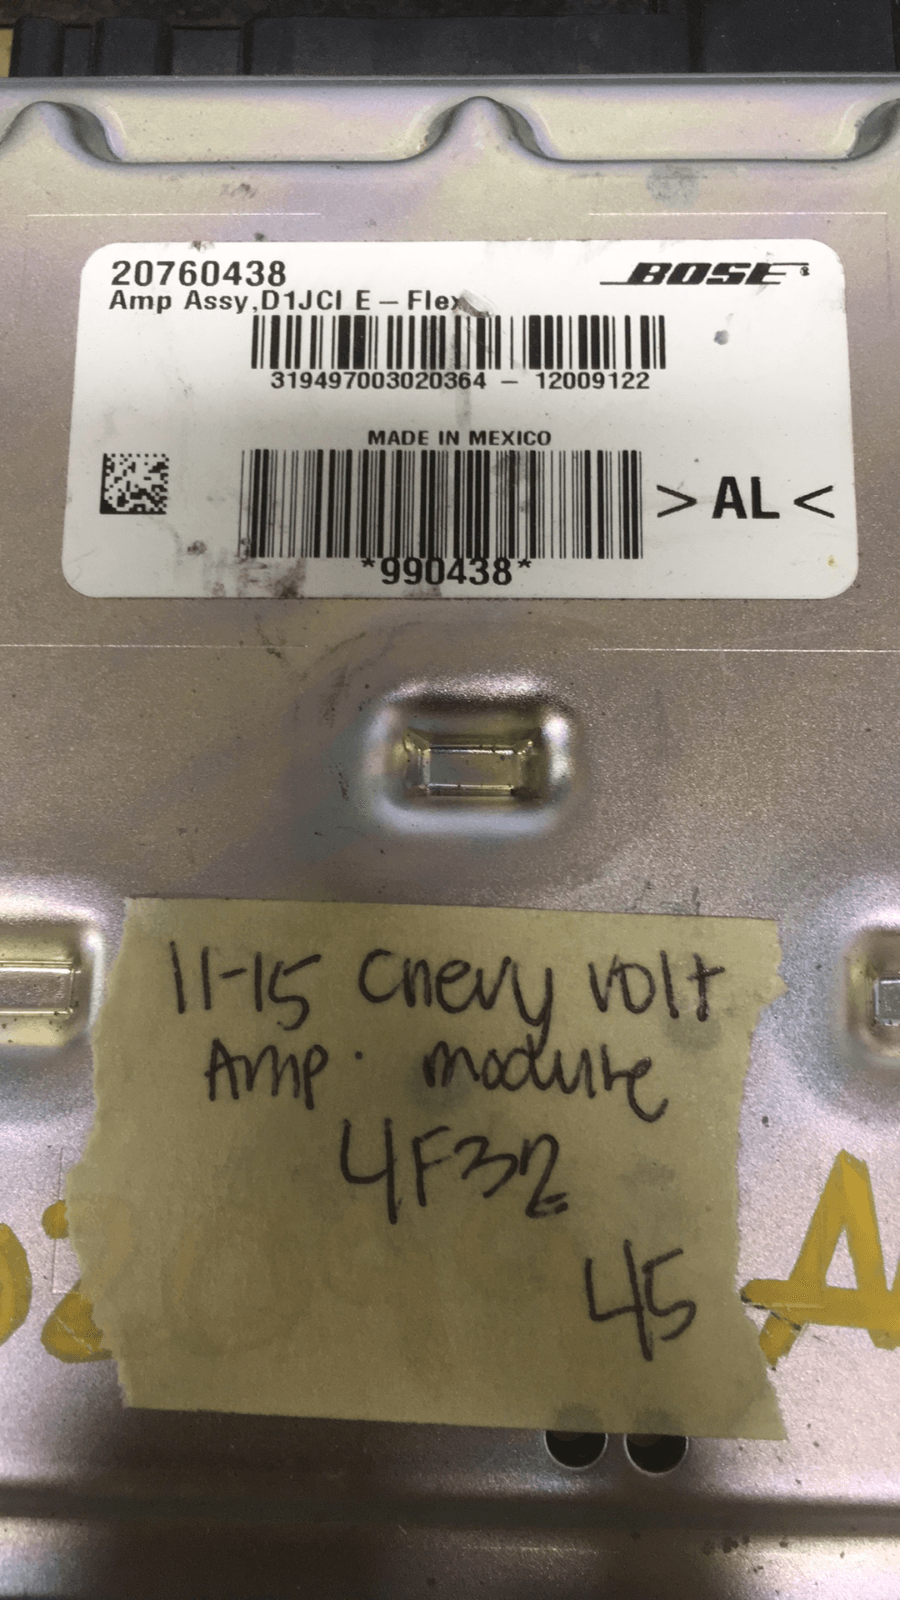 20760438 BOSE®
Amp Assy,D1JCI E-Flex
319497003020364 - 12009122
MADE IN MEXICO
>AL<
*990438*
11-15 Chevy Volt
Amp. module
4F32
45